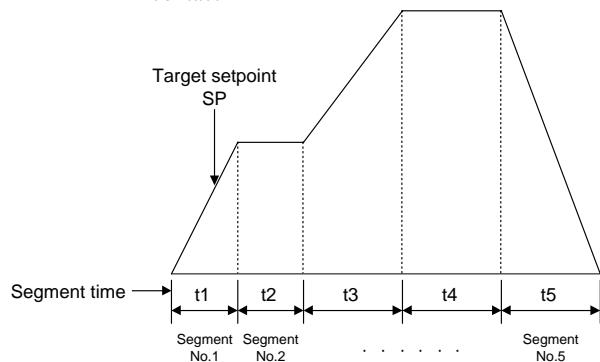 Target setpoint
SP
Segment time
t1 t2 t3 t4 t5
Segment Segment Segment
No.1 No.2 . . . . . . No.5